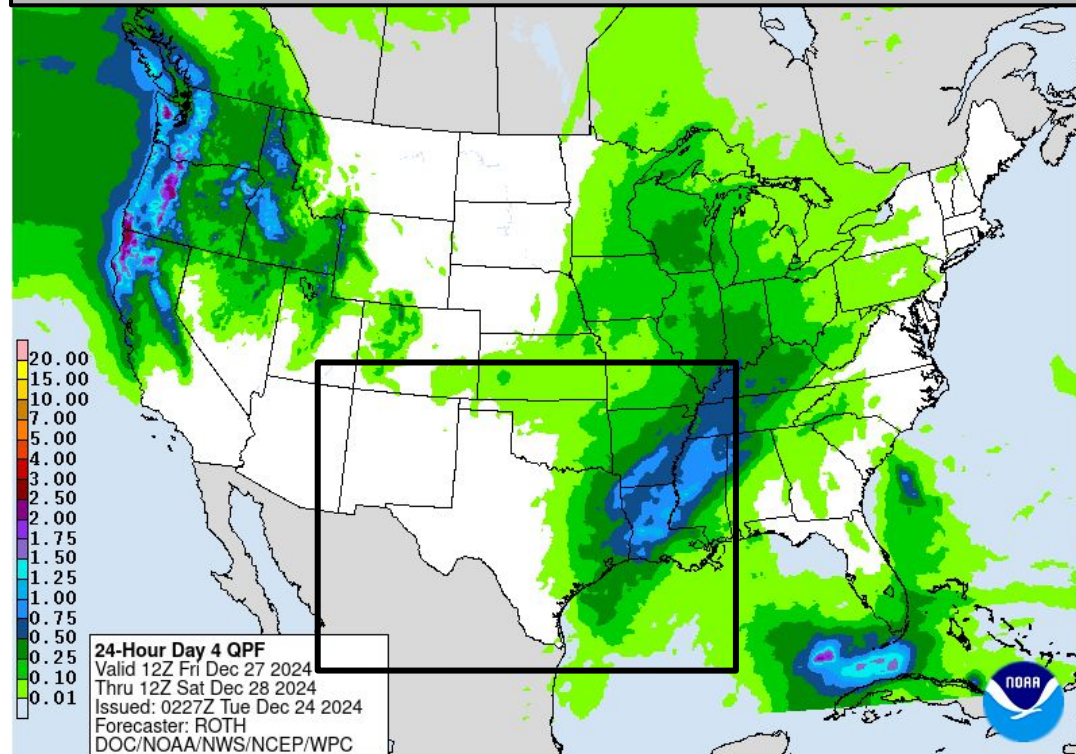 20.00
15.00
10.00
7.00
5.00
4.00
3.00
2.50
2.00
1.75
1.50
1.25
1.00
0.75
0.50
0.25
0.10
0.01
24-Hour Day 4 QPF
Valid 12Z Fri Dec 27 2024
Thru 12Z Sat Dec 28 2024
Issued: 0227Z Tue Dec 24 2024
Forecaster: ROTH
DOC/NOAA/NWS/NCEP/WPC
NOAA